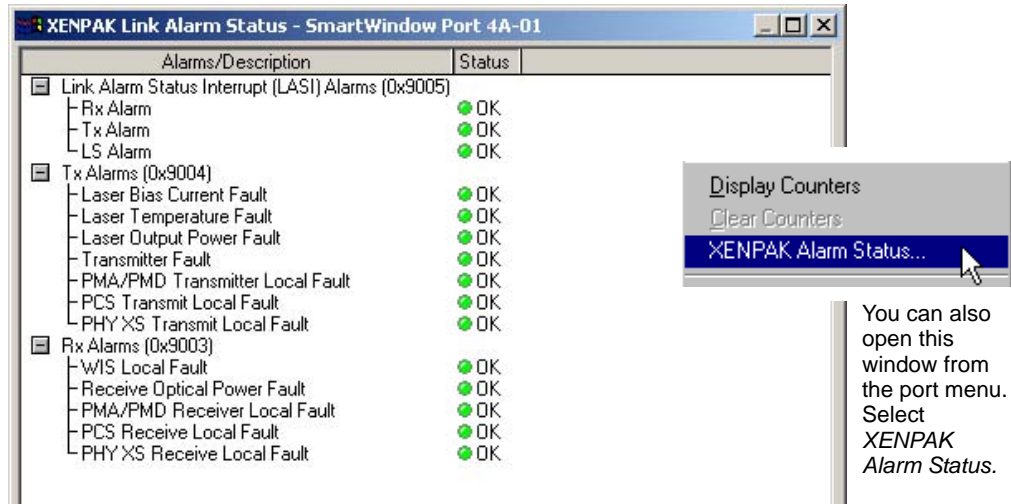 XENPAK Link Alarm Status - SmartWindow Port 4A-01
Alarms/Description Status
Link Alarm Status Interrupt (LASI) Alarms (0x9005)
Rx Alarm OK
Tx Alarm OK
LS Alarm OK
Tx Alarms (0x9004)
Laser Bias Current Fault OK
Laser Temperature Fault OK
Laser Output Power Fault OK
Transmitter Fault OK
PMA/PMD Transmitter Local Fault OK
PCS Transmit Local Fault OK
PHY XS Transmit Local Fault OK
Rx Alarms (0x9003)
WIS Local Fault OK
Receive Optical Power Fault OK
PMA/PMD Receiver Local Fault OK
PCS Receive Local Fault OK
PHY XS Receive Local Fault OK
Display Counters
Clear Counters
XENPAK Alarm Status...
You can also
open this
window from
the port menu.
Select
XENPAK
Alarm Status.